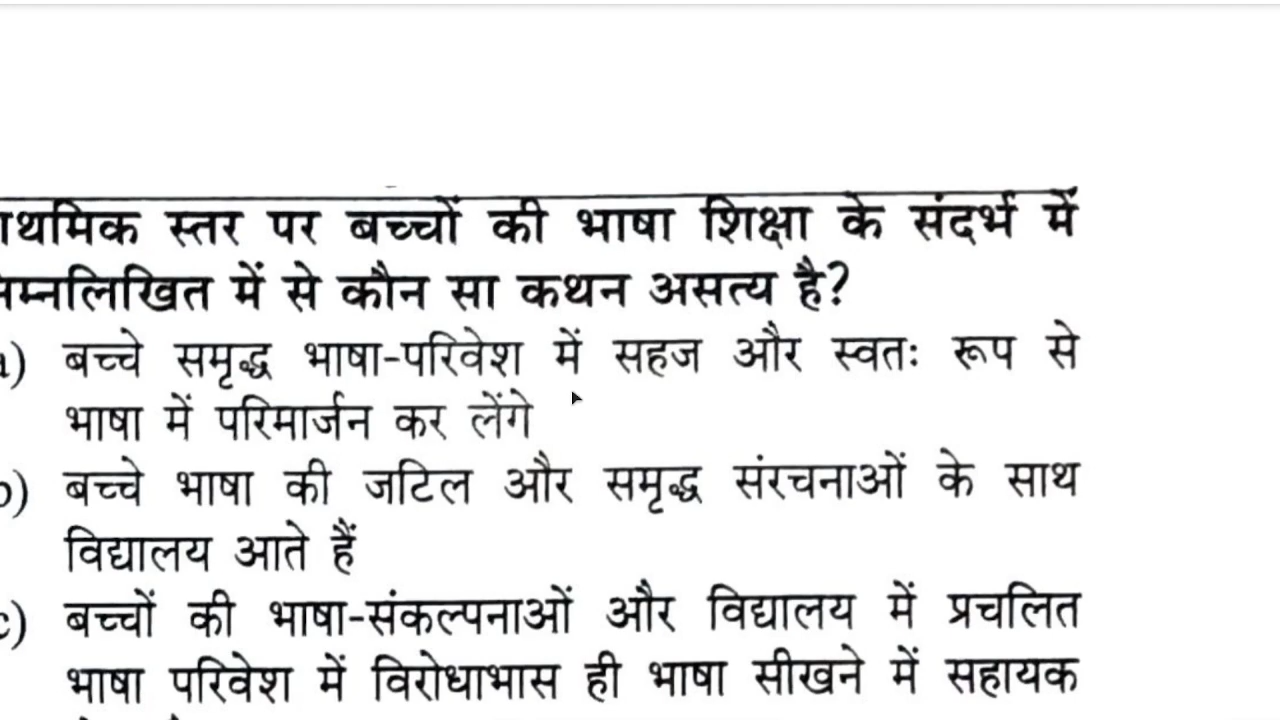 ाथमिक स्तर पर बच्चों की भाषा शिक्षा के संदर्भ में
नम्नलिखित में से कौन सा कथन असत्य है?
a) बच्चे समृद्ध भाषा-परिवेश में सहज और स्वतः रूप से
भाषा में परिमार्जन कर लेंगे
b) बच्चे भाषा की जटिल और समृद्ध संरचनाओं के साथ
विद्यालय आते हैं
c) बच्चों की भाषा-संकल्पनाओं और विद्यालय में प्रचलित
भाषा परिवेश में विरोधाभास ही भाषा सीखने में सहायक